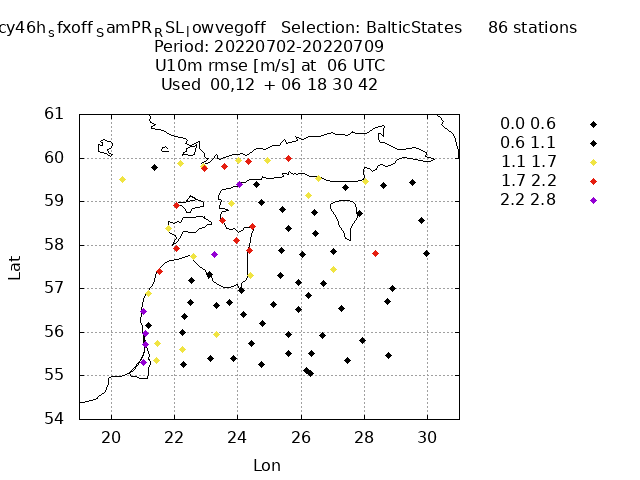 cy46h_sfxoff_samPR_RSL_lowvegoff Selection: BalticStates 86 stations
Period: 20220702-20220709
U10m rmse [m/s] at 06 UTC
Used 00,12 + 06 18 30 42
61
60
59
58
57
56
55
54
20 22 24 26 28 30
Lat
Lon
0.0 0.6
0.6 1.1
1.1 1.7
1.7 2.2
2.2 2.8